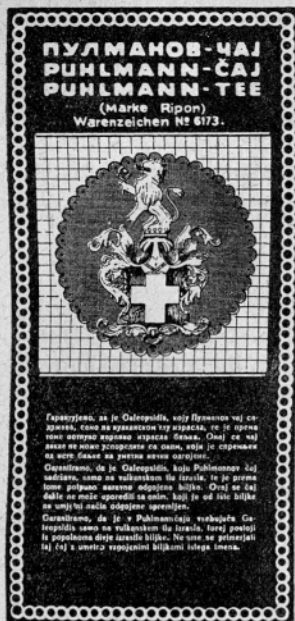 ПУЛМАНОВ-ЧАЈ
PUHLMANN-ČAJ
PUHLMANN-TEE
(Marke Ripon)
Warenzeichen № 6173.
Гарантујемо, да је Galeopsidis, коју Пулманов чај са-
држава, само на вулканском тлу израсла, те је према
томе потпуно наравно израсла биљка. Овај се чај
дакле не може успоредити са оним, који је спремљен
од исте биљке на уметни начин одгојене.
Garantiramo, da je Galeopsidis, koju Puhlmannov čaj
sadržava, samo na vulkanskom tlu izrasla, te je prema
tome potpuno naravno odgojena biljka. Ovaj se čaj
dakle ne može uporediti sa onim, koji je od iste biljke
na umjetni način odgojene spremljen.
Garantiramo, da je v Puhlmannčaju vsebujoča Ga-
leopsidis samo na vulkanskem tlu izrasla, torej posloji
iz popolnoma divje izrasile biljke. Ne sme se primerjati
taj čaj z umetno vzgojenimi biljkami istega imena.